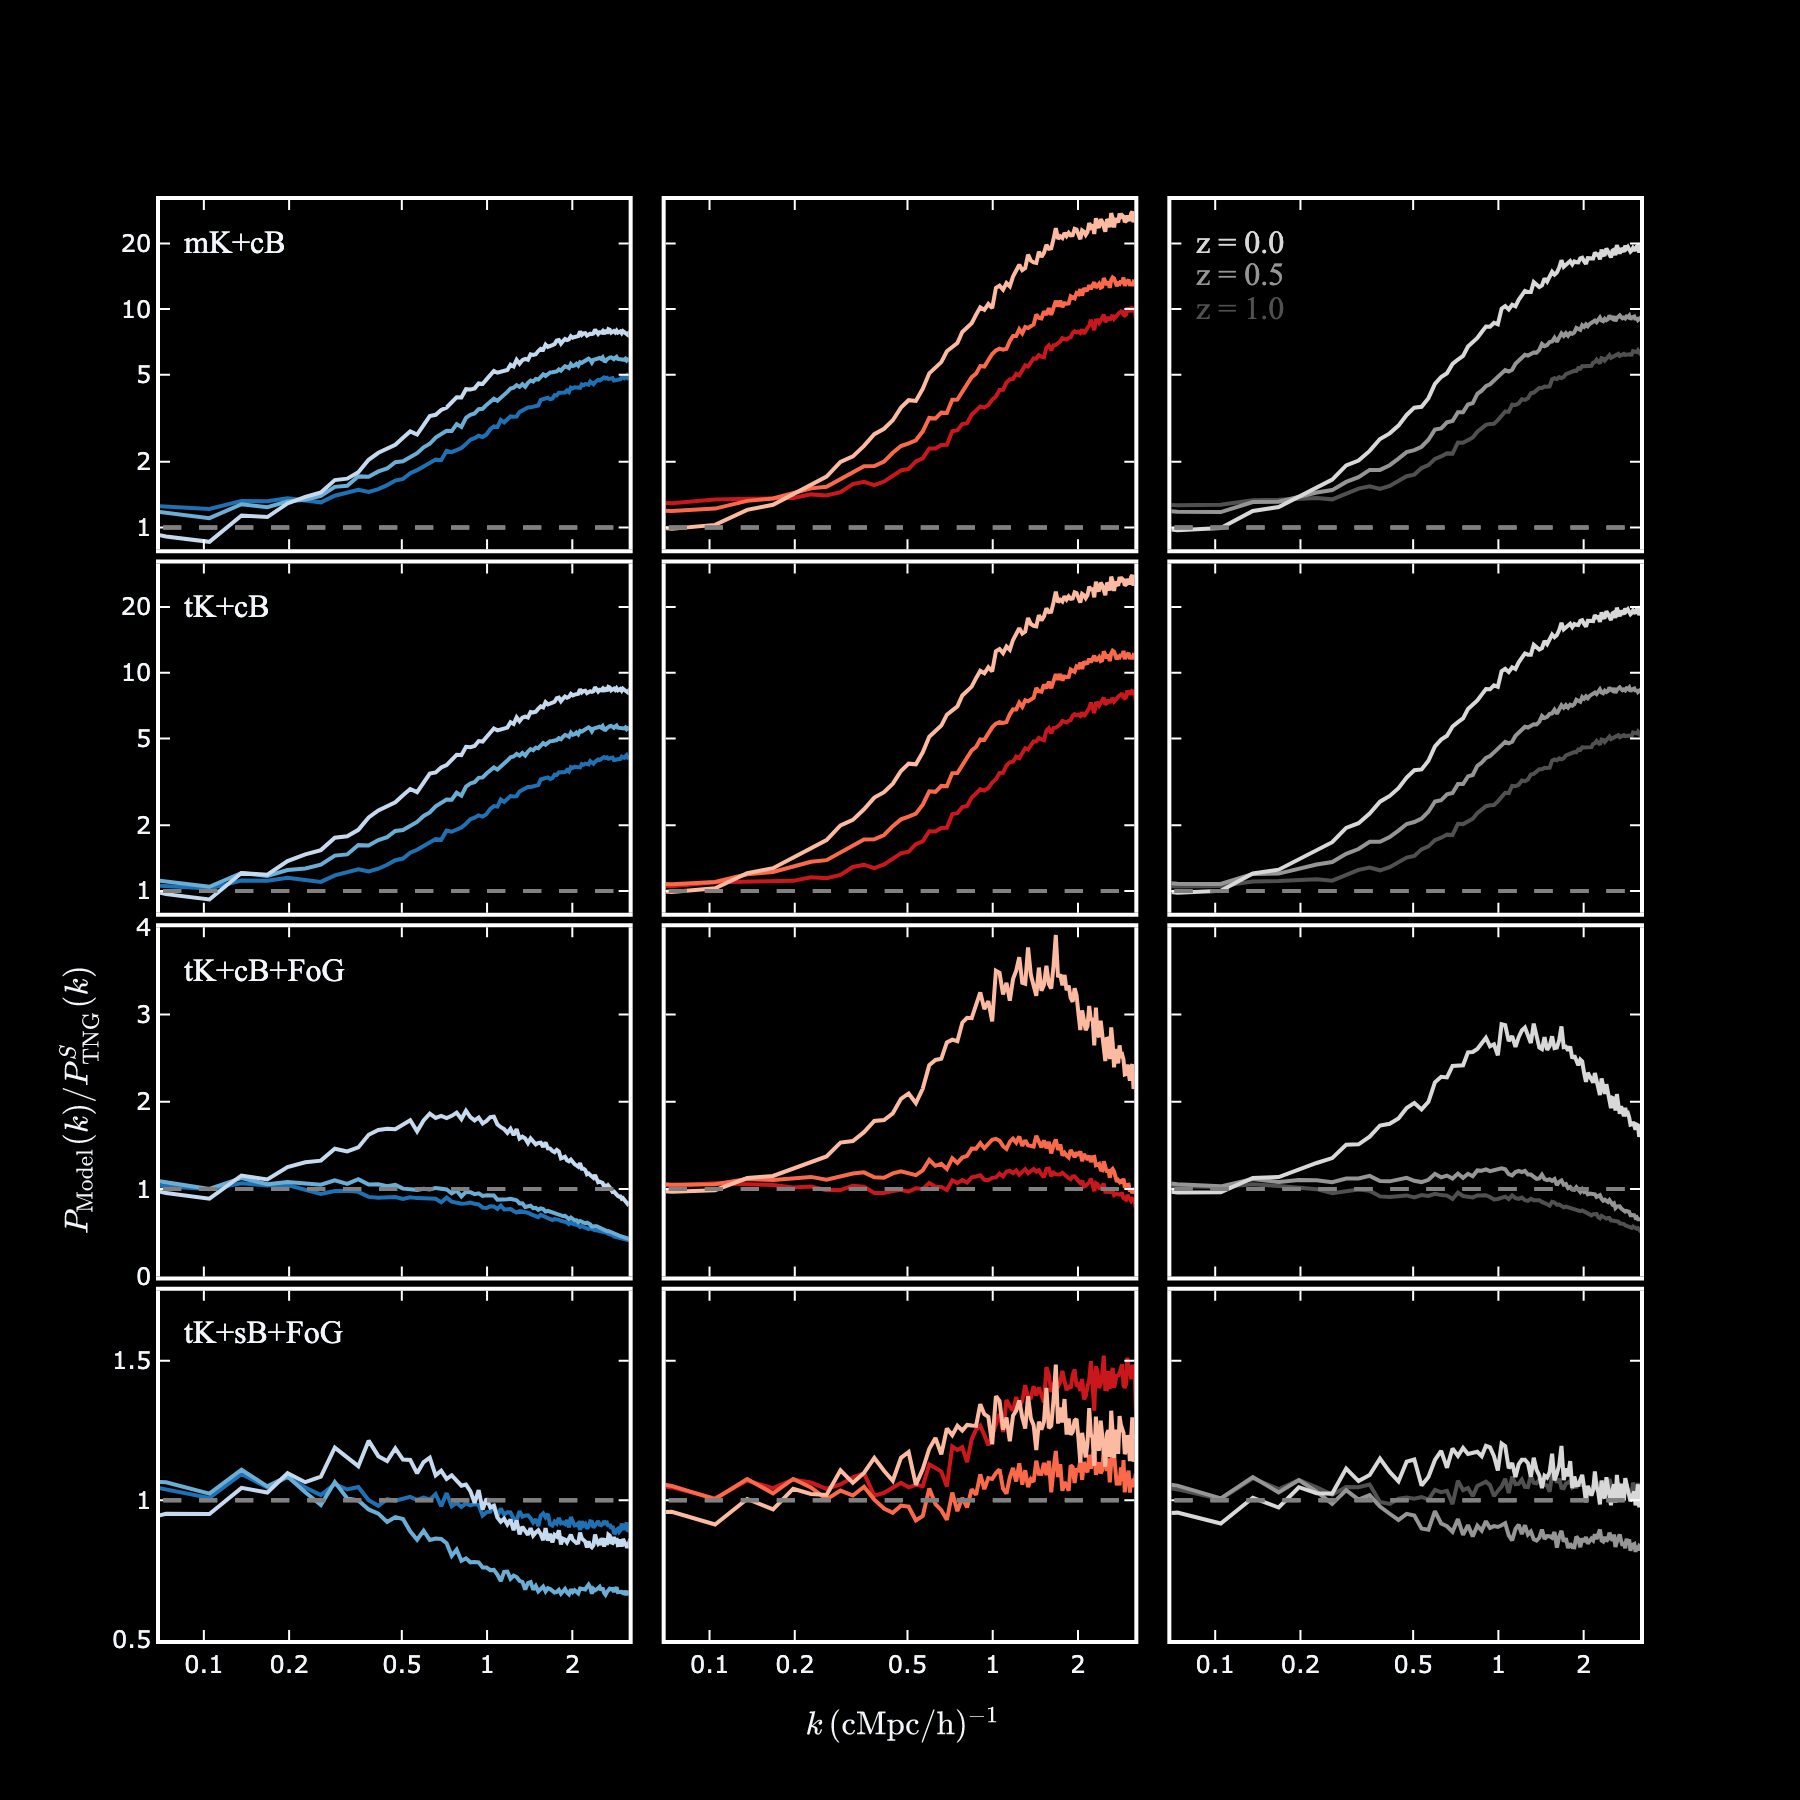 mK+cB
z = 0.0
z = 0.5
z = 1.0
20
10
5
2
1
tK+cB
20
10
5
2
1
tK+cB+FoG
4
3
2
1
0
tK+sB+FoG
1.5
1
0.5
P_Model (k) / P^S_TNG (k)
0.1 0.2 0.5 1 2
0.1 0.2 0.5 1 2
0.1 0.2 0.5 1 2
k (cMpc/h)⁻¹